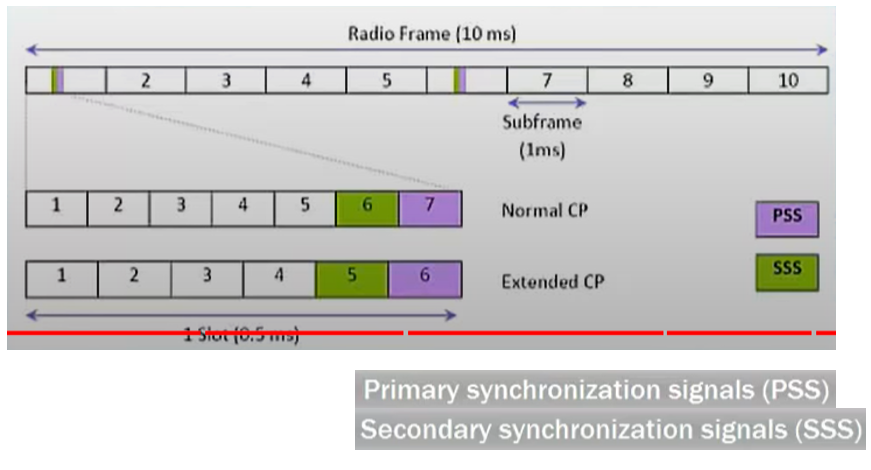 Radio Frame (10 ms)
2 3 4 5 7 8 9 10
Subframe
(1ms)
1 2 3 4 5 6 7 Normal CP PSS
1 2 3 4 5 6 Extended CP SSS
1 Slot (0.5 ms)
Primary synchronization signals (PSS)
Secondary synchronization signals (SSS)